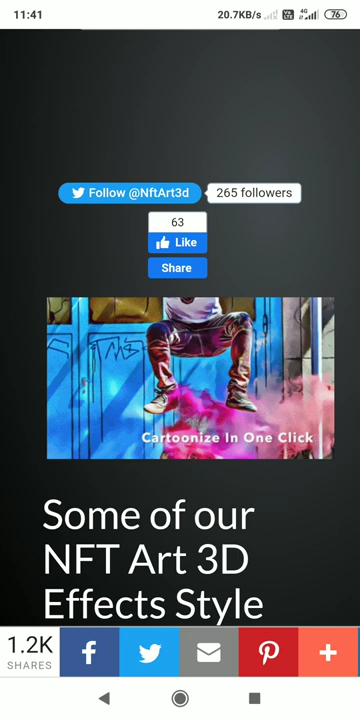 11:41
20.7KB/s
4G
76
Follow @NftArt3d
265 followers
63
Like
Share
Cartoonize In One Click
Some of our
NFT Art 3D
Effects Style
1.2K
SHARES